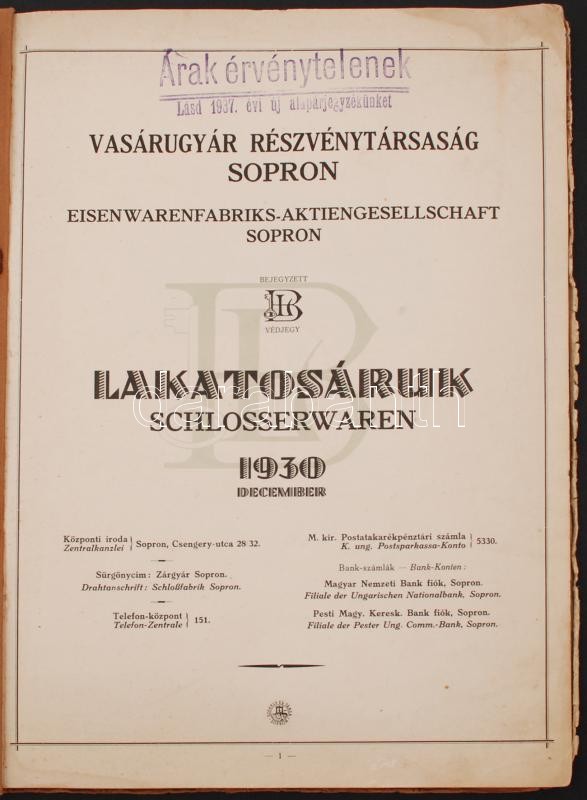 Árak érvénytelenek
Lásd 1937. évi új alapárjegyzékünket
VASÁRUGYÁR RÉSZVÉNYTÁRSASÁG
SOPRON
EISENWARENFABRIKS-AKTIENGESELLSCHAFT
SOPRON
BEJEGYZETT
VÉDJEGY
LAKATOSÁRUK
SCHLOSSERWAREN
1930
DECEMBER
Központi iroda
Zentralkanzlei
Sopron, Csengery-utca 28 32.
Sürgönycim: Zárgyár Sopron.
Drahtanschrift: Schloßfabrik Sopron.
Telefon-központ
Telefon-Zentrale
151.
M. kir. Postatakarékpénztári számla
K. ung. Postsparkassa-Konto
5330.
Bank-számlák — Bank-Konten:
Magyar Nemzeti Bank fiók, Sopron.
Filiale der Ungarischen Nationalbank, Sopron.
Pesti Magy. Keresk. Bank fiók, Sopron.
Filiale der Pester Ung. Comm.-Bank, Sopron.
— 1 —
darabanth